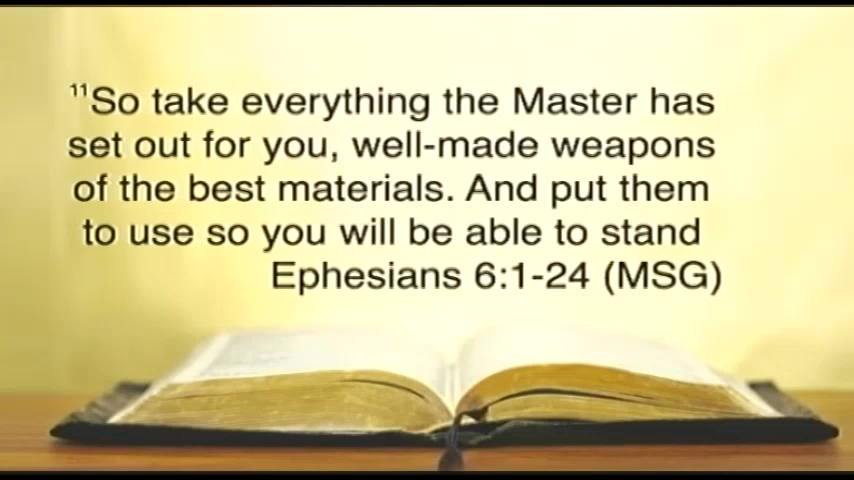 ¹¹So take everything the Master has
set out for you, well-made weapons
of the best materials. And put them
to use so you will be able to stand
Ephesians 6:1-24 (MSG)